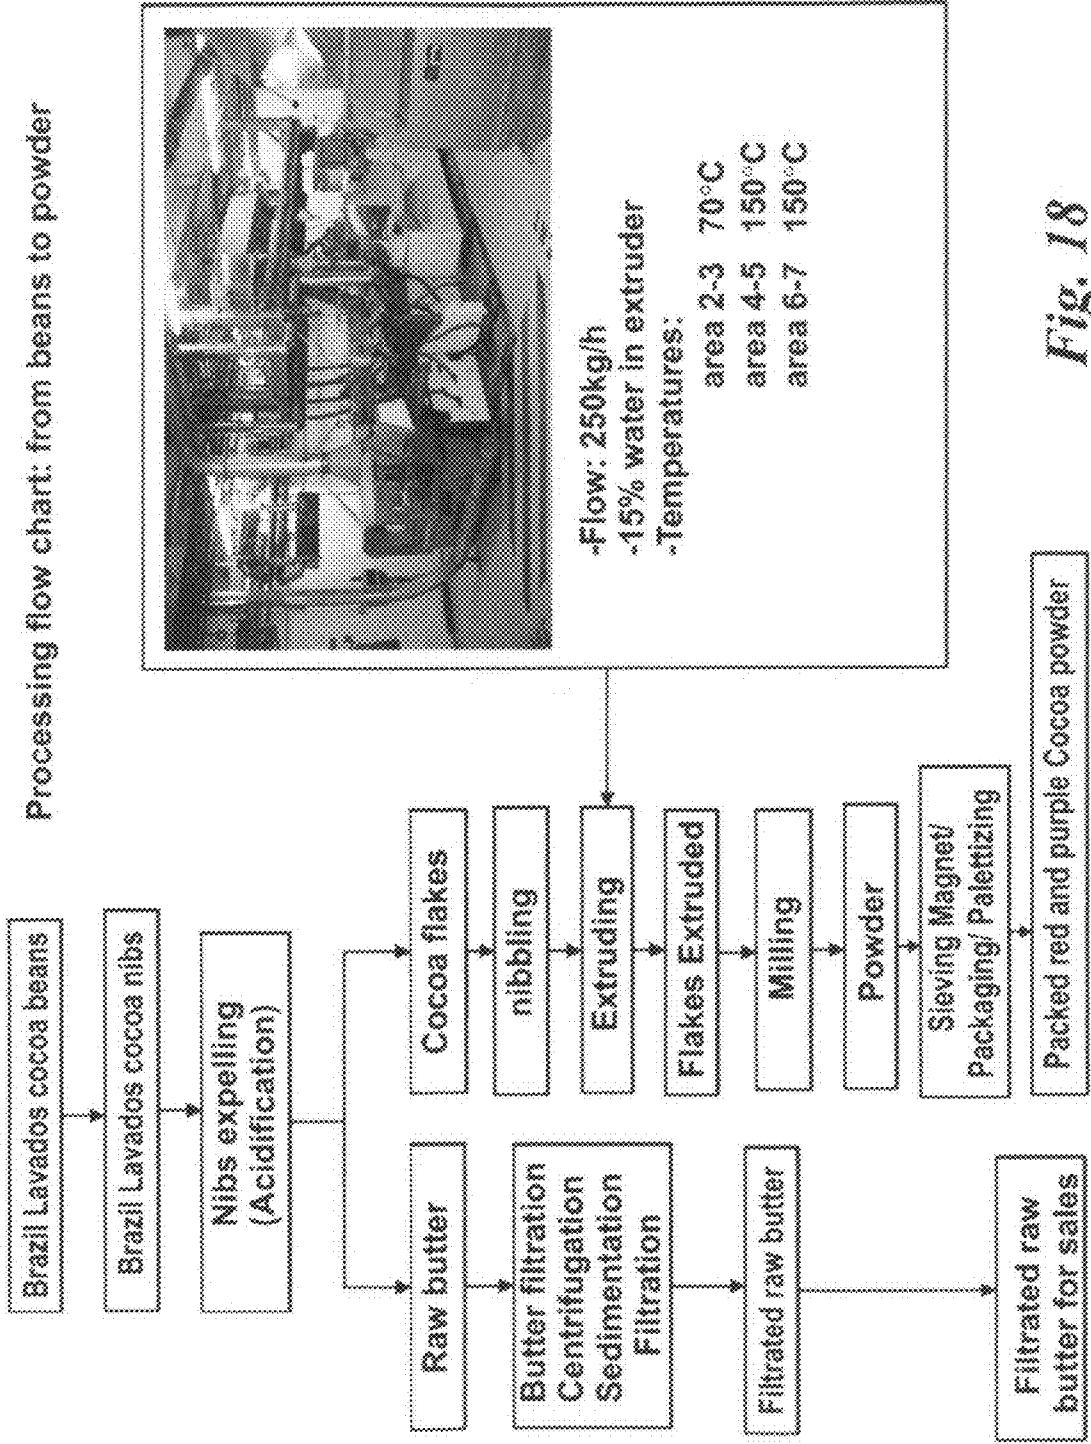 Processing flow chart: from beans to powder
Brazil Lavados cocoa beans
Brazil Lavados cocoa nibs
Nibs expelling
(Acidification)
Raw butter
Butter filtration
Centrifugation
Sedimentation
Filtration
Filtrated raw butter
Filtrated raw
butter for sales
Cocoa flakes
nibbling
Extruding
Flakes Extruded
Milling
Powder
Sieving Magnet/
Packaging/ Palettizing
Packed red and purple Cocoa powder
-Flow: 250kg/h
-15% water in extruder
-Temperatures:
area 2-3 70°C
area 4-5 150°C
area 6-7 150°C
Fig. 18